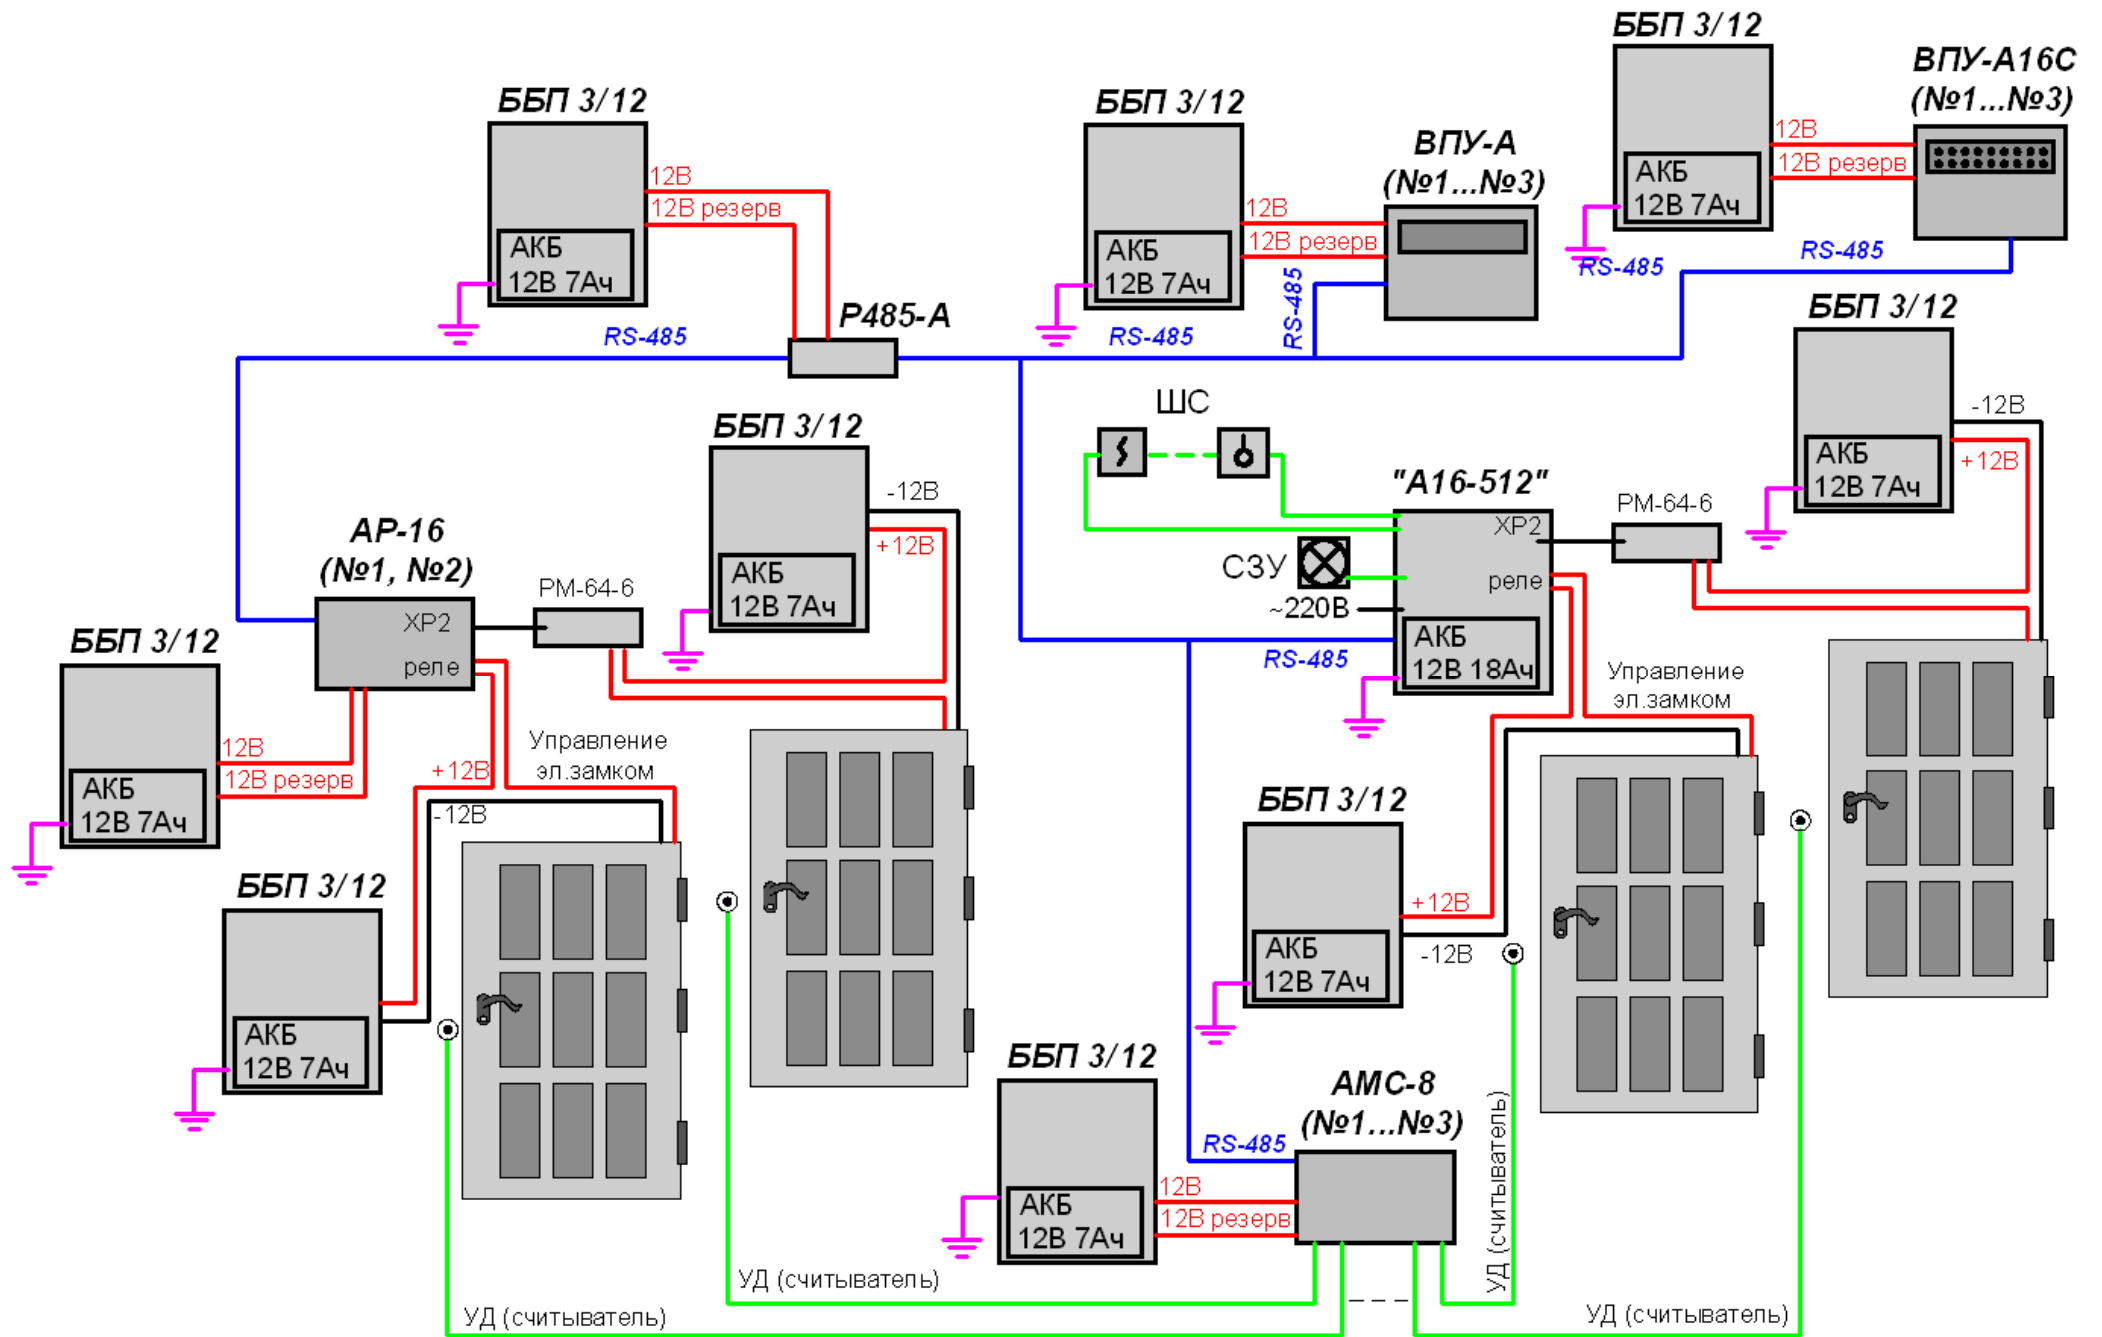 ББП 3/12
ВПУ-А16С
(№1...№3)
12В
12В резерв
АКБ
12В 7Ач
RS-485
RS-485
ББП 3/12
12В
12В резерв
АКБ
12В 7Ач
ББП 3/12
ВПУ-А
(№1...№3)
12В
12В резерв
АКБ
12В 7Ач
RS-485
RS-485
Р485-А
RS-485
ББП 3/12
-12В
+12В
АКБ
12В 7Ач
ШС
"А16-512"
ХР2
реле
СЗУ
~220В
АКБ
12В 18Ач
RS-485
РМ-64-6
Управление
эл.замком
ББП 3/12
-12В
+12В
АКБ
12В 7Ач
АР-16
(№1, №2)
ХР2
реле
РМ-64-6
ББП 3/12
12В
12В резерв
АКБ
12В 7Ач
Управление
эл.замком
+12В
-12В
ББП 3/12
АКБ
12В 7Ач
ББП 3/12
+12В
-12В
АКБ
12В 7Ач
ББП 3/12
АКБ
12В 7Ач
12В
12В резерв
АМС-8
(№1...№3)
RS-485
УД (считыватель)
УД (считыватель)
УД (считыватель)
УД (считыватель)